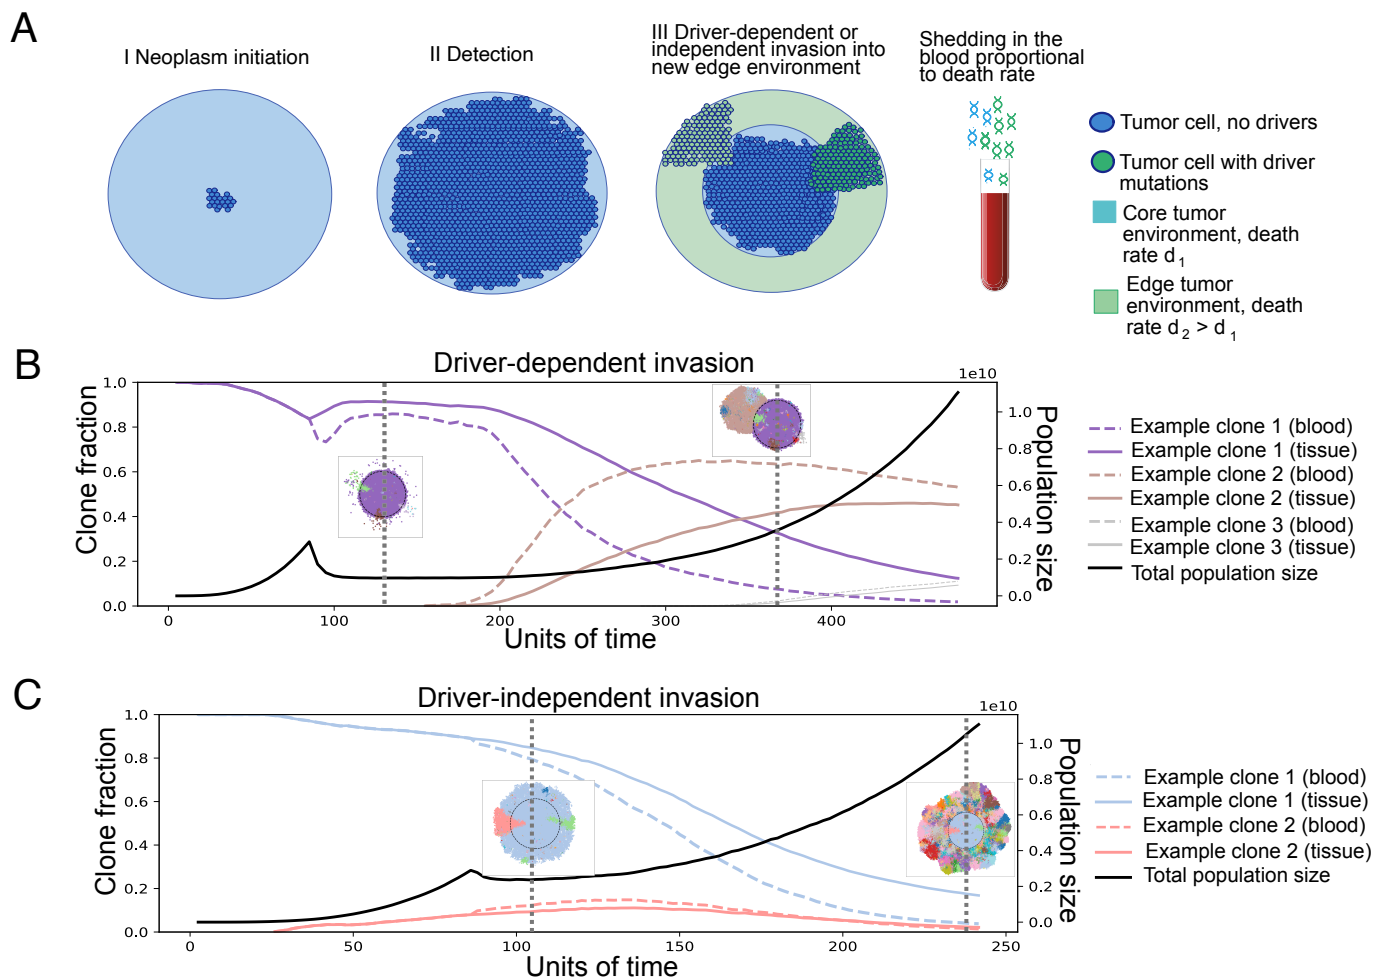 A
I Neoplasm initiation
II Detection
III Driver-dependent or
independent invasion into
new edge environment
Shedding in the
blood proportional
to death rate
Tumor cell, no drivers
Tumor cell with driver
mutations
Core tumor
environment, death
rate d1
Edge tumor
environment, death
rate d2 > d1
B
Driver-dependent invasion
1e10
Clone fraction
1.0
0.8
0.6
0.4
0.2
0.0
0
100
200
300
400
Units of time
1.0
0.8
0.6
0.4
0.2
0.0
Population size
Example clone 1 (blood)
Example clone 1 (tissue)
Example clone 2 (blood)
Example clone 2 (tissue)
Example clone 3 (blood)
Example clone 3 (tissue)
Total population size
C
Driver-independent invasion
1e10
Clone fraction
1.0
0.8
0.6
0.4
0.2
0.0
0
50
100
150
200
250
Units of time
1.0
0.8
0.6
0.4
0.2
0.0
Population size
Example clone 1 (blood)
Example clone 1 (tissue)
Example clone 2 (blood)
Example clone 2 (tissue)
Total population size